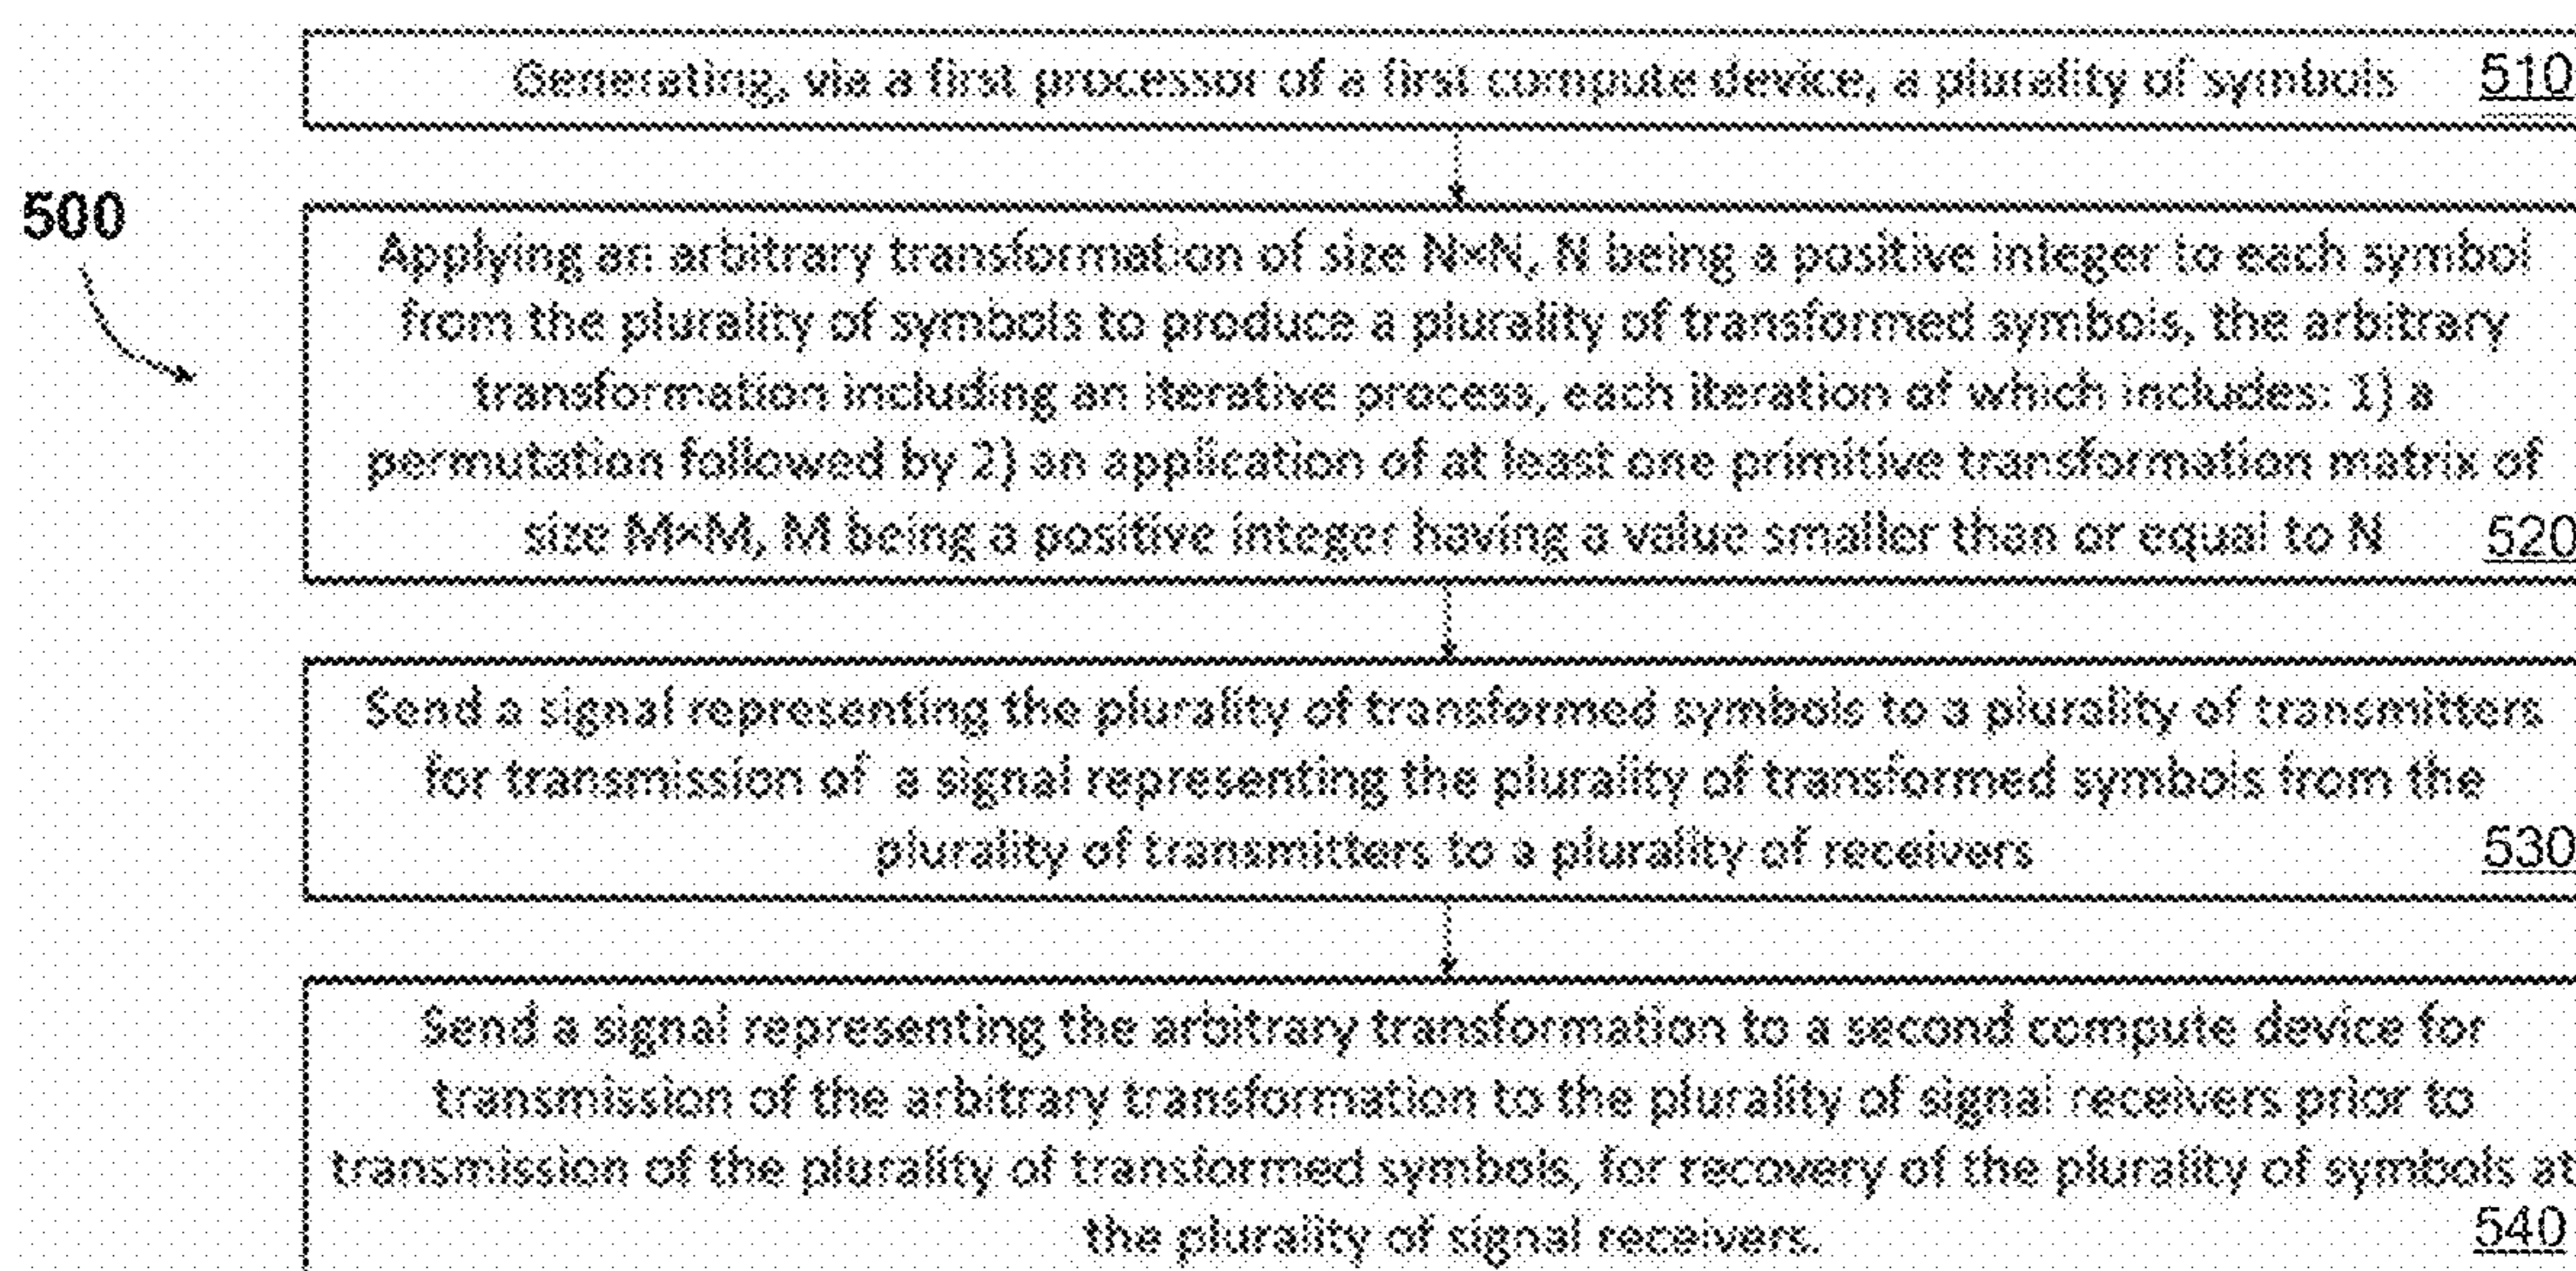 Generating, via a first processor of a first compute device, a plurality of symbols 510
500
Applying an arbitrary transformation of size N×N, N being a positive integer to each symbol
from the plurality of symbols to produce a plurality of transformed symbols, the arbitrary
transformation including an iterative process, each iteration of which includes: 1) a
permutation followed by 2) an application of at least one primitive transformation matrix of
size M×M, M being a positive integer having a value smaller than or equal to N 520
Send a signal representing the plurality of transformed symbols to a plurality of transmitters
for transmission of a signal representing the plurality of transformed symbols from the
plurality of transmitters to a plurality of receivers 530
Send a signal representing the arbitrary transformation to a second compute device for
transmission of the arbitrary transformation to the plurality of signal receivers prior to
transmission of the plurality of transformed symbols, for recovery of the plurality of symbols at
the plurality of signal receivers. 540